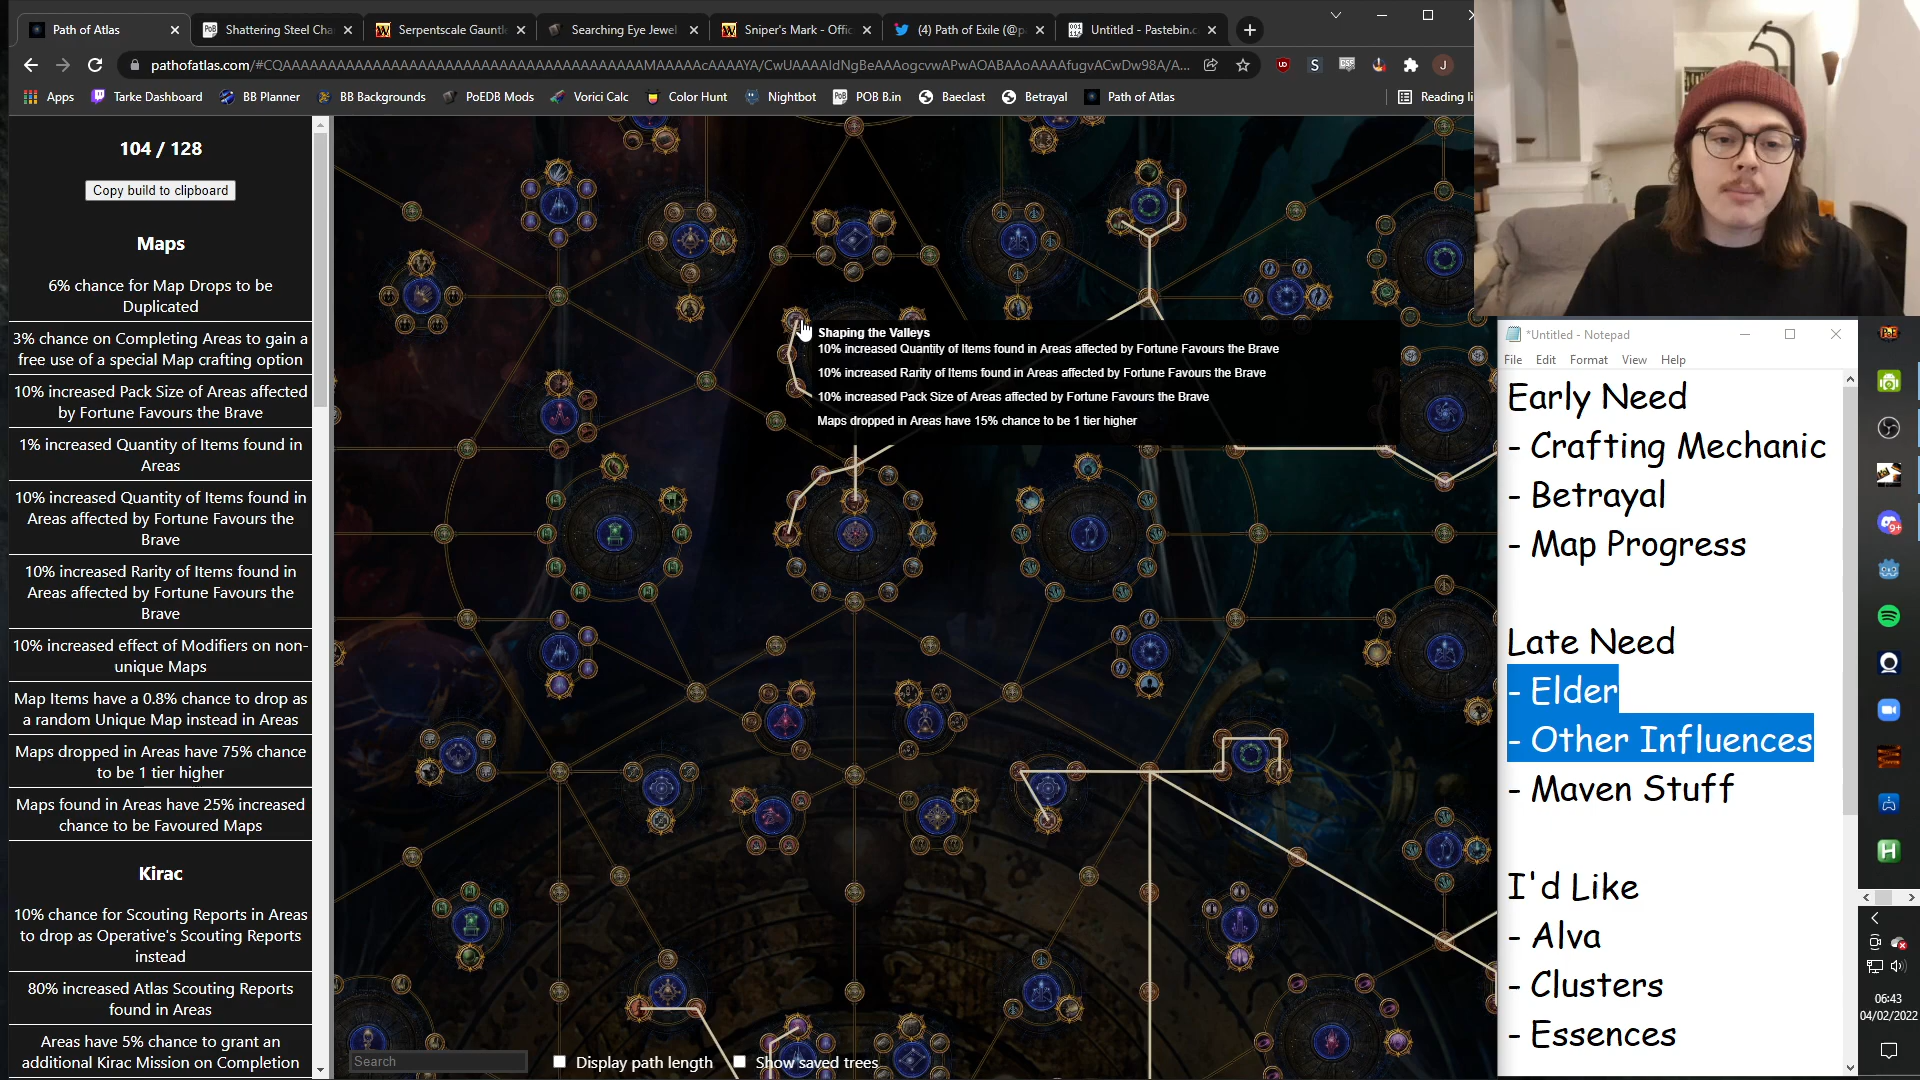 Path of Atlas
Shattering Steel Cha
Serpentscale Gauntl
Searching Eye Jewel
Sniper's Mark - Offic
(4) Path of Exile (@p
Untitled - Pastebin.c
pathofatlas.com/#CQAAAAAAAAAAAAAAAAAAAAAAAAAAAAAAAAAAAAAAMAAAAAcAAAAYA/CwUAAAAIdNgBeAAAogcvwAPwAOABAAoAAAAfugvACwDw98A/A...
Apps
Tarke Dashboard
BB Planner
BB Backgrounds
PoEDB Mods
Vorici Calc
Color Hunt
Nightbot
POB B.in
Baeclast
Betrayal
Path of Atlas
Reading li
104 / 128
Copy build to clipboard
Maps
6% chance for Map Drops to be
Duplicated
3% chance on Completing Areas to gain a
free use of a special Map crafting option
10% increased Pack Size of Areas affected
by Fortune Favours the Brave
1% increased Quantity of Items found in
Areas
10% increased Quantity of Items found in
Areas affected by Fortune Favours the
Brave
10% increased Rarity of Items found in
Areas affected by Fortune Favours the
Brave
10% increased effect of Modifiers on non-
unique Maps
Map Items have a 0.8% chance to drop as
a random Unique Map instead in Areas
Maps dropped in Areas have 75% chance
to be 1 tier higher
Maps found in Areas have 25% increased
chance to be Favoured Maps
Kirac
10% chance for Scouting Reports in Areas
to drop as Operative's Scouting Reports
instead
80% increased Atlas Scouting Reports
found in Areas
Areas have 5% chance to grant an
additional Kirac Mission on Completion
Shaping the Valleys
10% increased Quantity of Items found in Areas affected by Fortune Favours the Brave
10% increased Rarity of Items found in Areas affected by Fortune Favours the Brave
10% increased Pack Size of Areas affected by Fortune Favours the Brave
Maps dropped in Areas have 15% chance to be 1 tier higher
Search
Display path length
Show saved trees
*Untitled - Notepad
File Edit Format View Help
Early Need
- Crafting Mechanic
- Betrayal
- Map Progress
Late Need
- Elder
- Other Influences
- Maven Stuff
I'd Like
- Alva
- Clusters
- Essences
06:43
04/02/2022